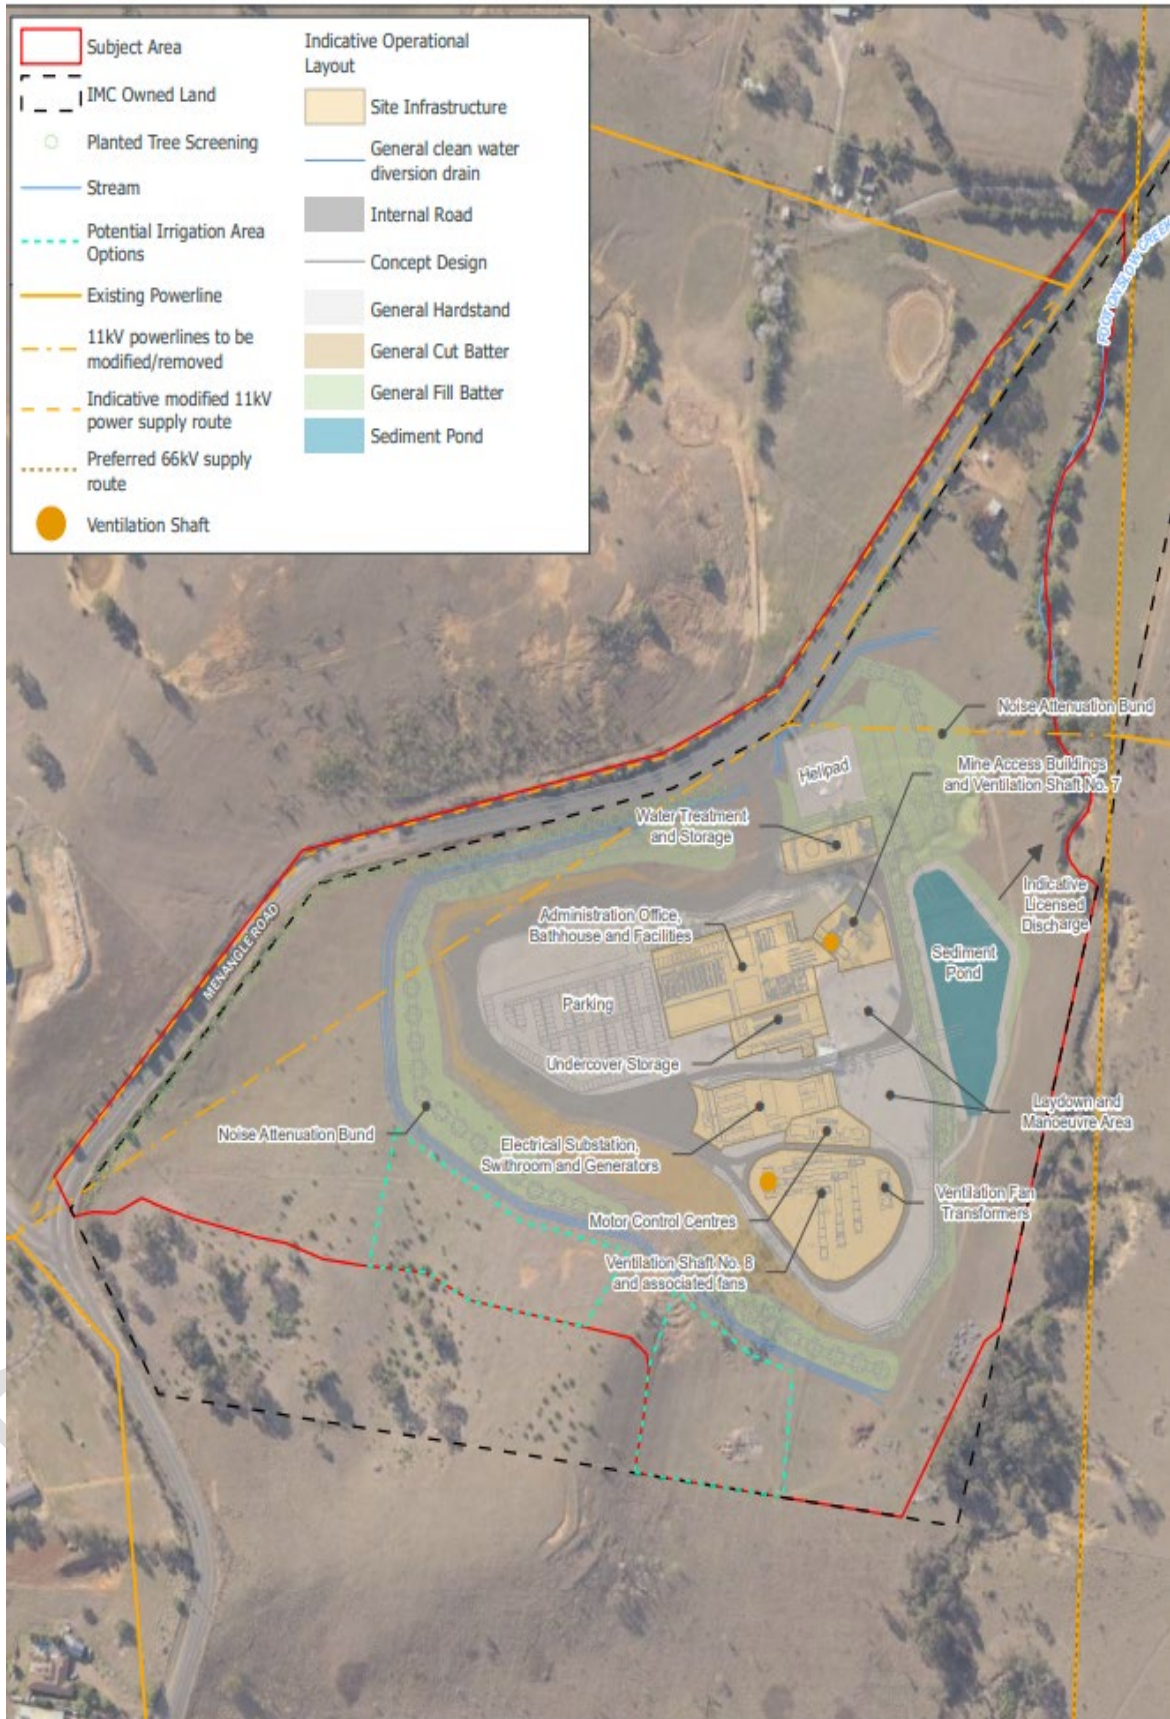 Subject Area
IMC Owned Land
Planted Tree Screening
Stream
Potential Irrigation Area
Options
Existing Powerline
11kV powerlines to be
modified/removed
Indicative modified 11kV
power supply route
Preferred 66kV supply
route
Ventilation Shaft
Indicative Operational
Layout
Site Infrastructure
General clean water
diversion drain
Internal Road
Concept Design
General Hardstand
General Cut Batter
General Fill Batter
Sediment Pond
FOOT ONSLOW CREEK
Noise Attenuation Bund
Helipad
Mine Access Buildings
and Ventilation Shaft No. 7
Water Treatment
and Storage
Indicative
Licensed
Discharge
Administration Office,
Bathhouse and Facilities
MENANGLE ROAD
Sediment
Pond
Parking
Undercover Storage
Laydown and
Manoeuvre Area
Noise Attenuation Bund
Electrical Substation,
Swithroom and Generators
Ventilation Fan
Transformers
Motor Control Centres
Ventilation Shaft No. 8
and associated fans